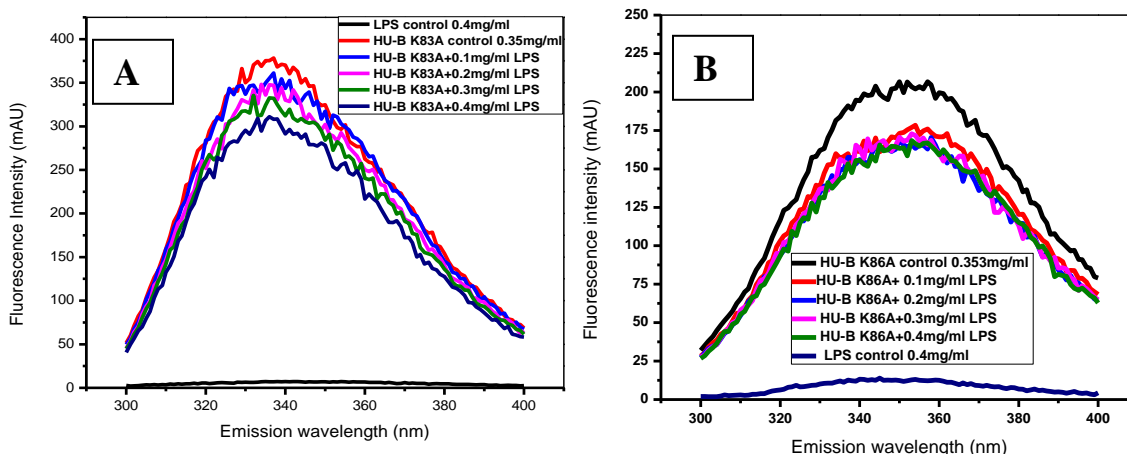 A
LPS control 0.4mg/ml
HU-B K83A control 0.35mg/ml
HU-B K83A+0.1mg/ml LPS
HU-B K83A+0.2mg/ml LPS
HU-B K83A+0.3mg/ml LPS
HU-B K83A+0.4mg/ml LPS
Fluorescence Intensity (mAU)
400
350
300
250
200
150
100
50
0
300 320 340 360 380 400
Emission wavelength (nm)
B
HU-B K86A control 0.353mg/ml
HU-B K86A+ 0.1mg/ml LPS
HU-B K86A+ 0.2mg/ml LPS
HU-B K86A+0.3mg/ml LPS
HU-B K86A+0.4mg/ml LPS
LPS control 0.4mg/ml
Fluorescence intensity (mAU)
250
225
200
175
150
125
100
75
50
25
0
300 320 340 360 380 400
Emission wavelength (nm)